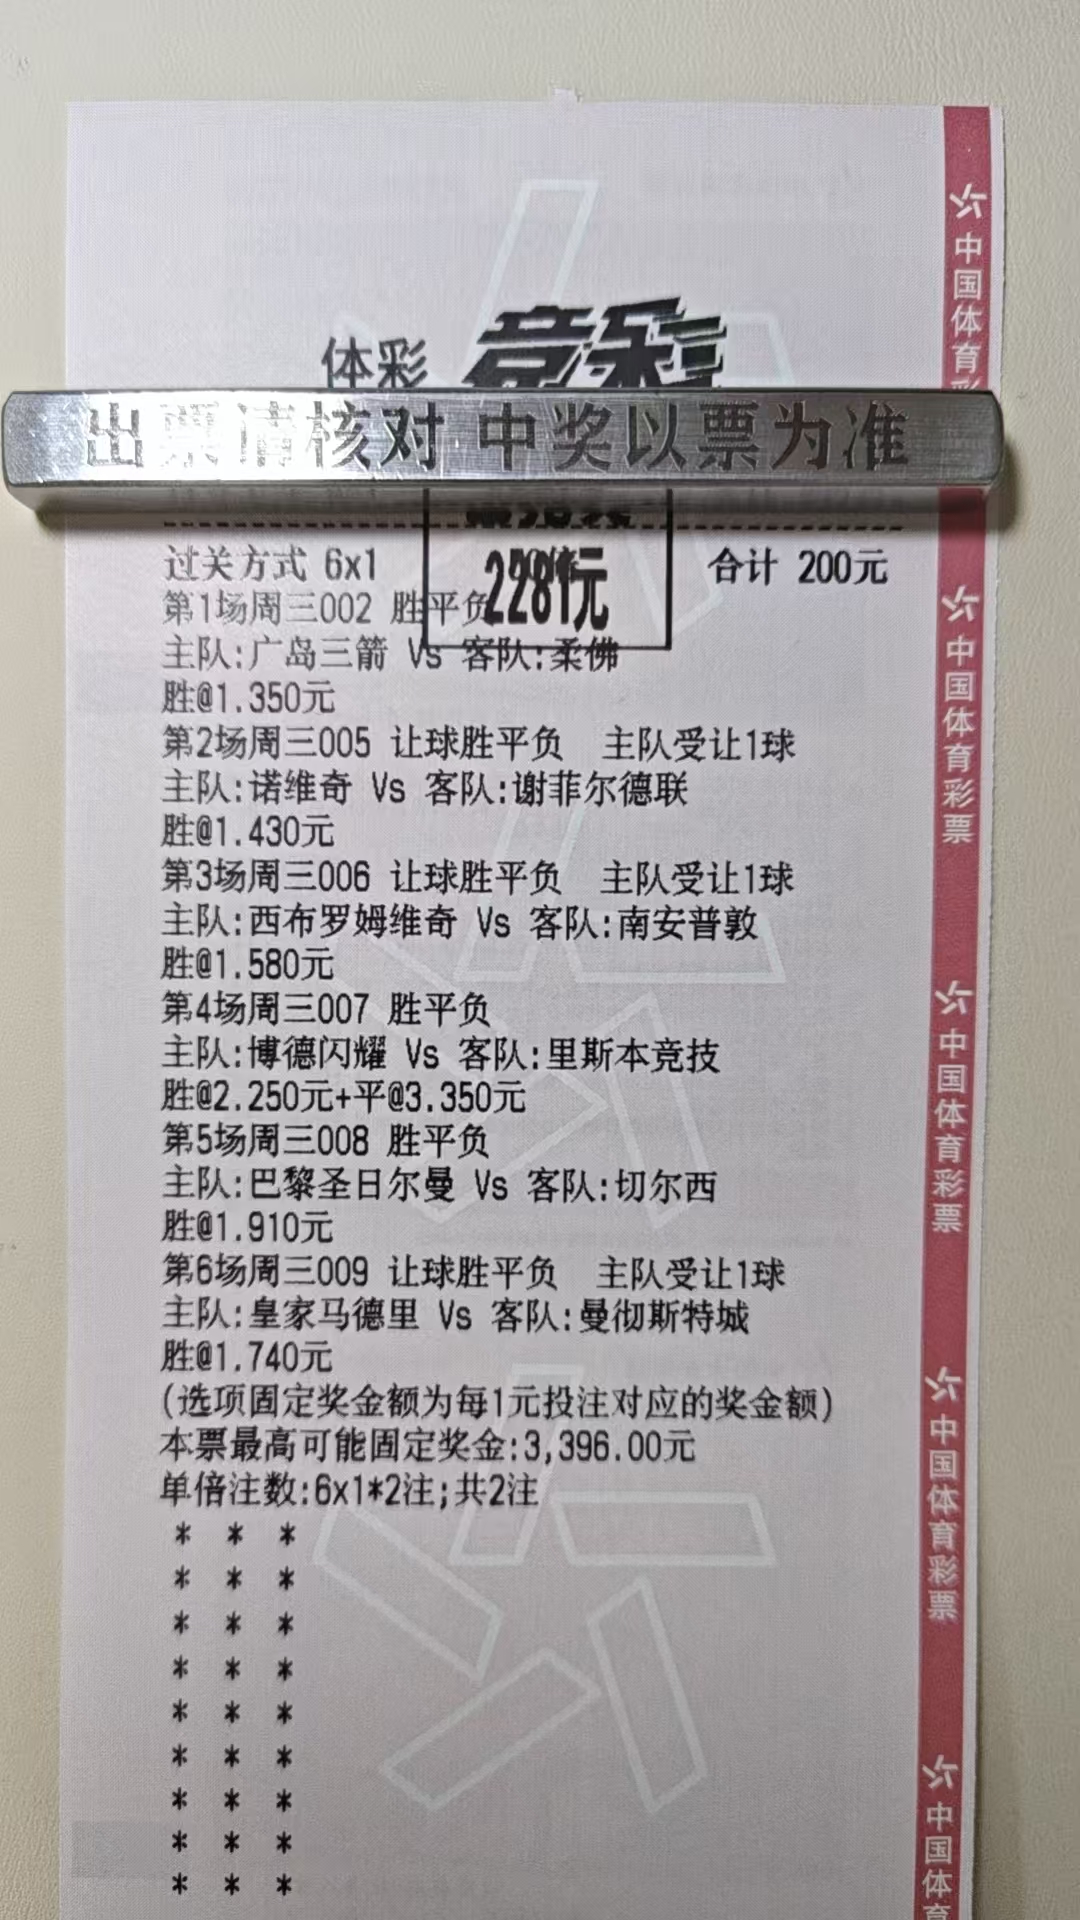 体彩 竞彩
出票请核对 中奖以票为准
过关方式 6x1
2281元
合计 200元
第1场周三002 胜平负
主队:广岛三箭 Vs 客队:柔佛
胜@1.350元
第2场周三005 让球胜平负 主队受让1球
主队:诺维奇 Vs 客队:谢菲尔德联
胜@1.430元
第3场周三006 让球胜平负 主队受让1球
主队:西布罗姆维奇 Vs 客队:南安普敦
胜@1.580元
第4场周三007 胜平负
主队:博德闪耀 Vs 客队:里斯本竞技
胜@2.250元+平@3.350元
第5场周三008 胜平负
主队:巴黎圣日尔曼 Vs 客队:切尔西
胜@1.910元
第6场周三009 让球胜平负 主队受让1球
主队:皇家马德里 Vs 客队:曼彻斯特城
胜@1.740元
(选项固定奖金额为每1元投注对应的奖金额)
本票最高可能固定奖金:3,396.00元
单倍注数:6x1*2注;共2注
* * *
* * *
* * *
* * *
* * *
* * *
* * *
* * *
* * *
中国体育彩
中国体育彩票
中国体育彩票
中国体育彩票
中国体育